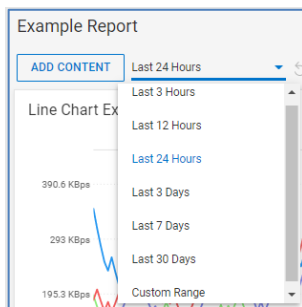 Example Report
ADD CONTENT
Last 24 Hours
Last 3 Hours
Line Chart Ex
Last 12 Hours
Last 24 Hours
390.6 KBps
Last 3 Days
Last 7 Days
293 KBps
Last 30 Days
195.3 KBps
Custom Range